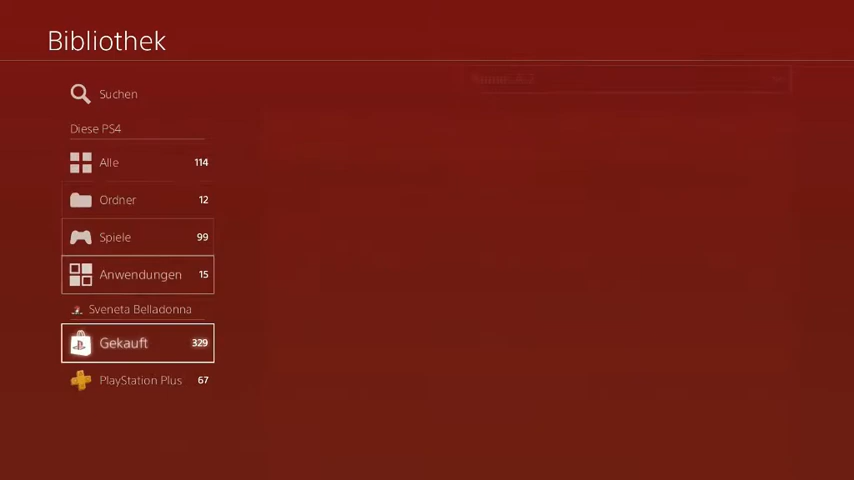 Bibliothek
Suchen
Diese PS4
Alle 114
Ordner 12
Spiele 99
Anwendungen 15
Sveneta Belladonna
Gekauft 329
PlayStation Plus 67